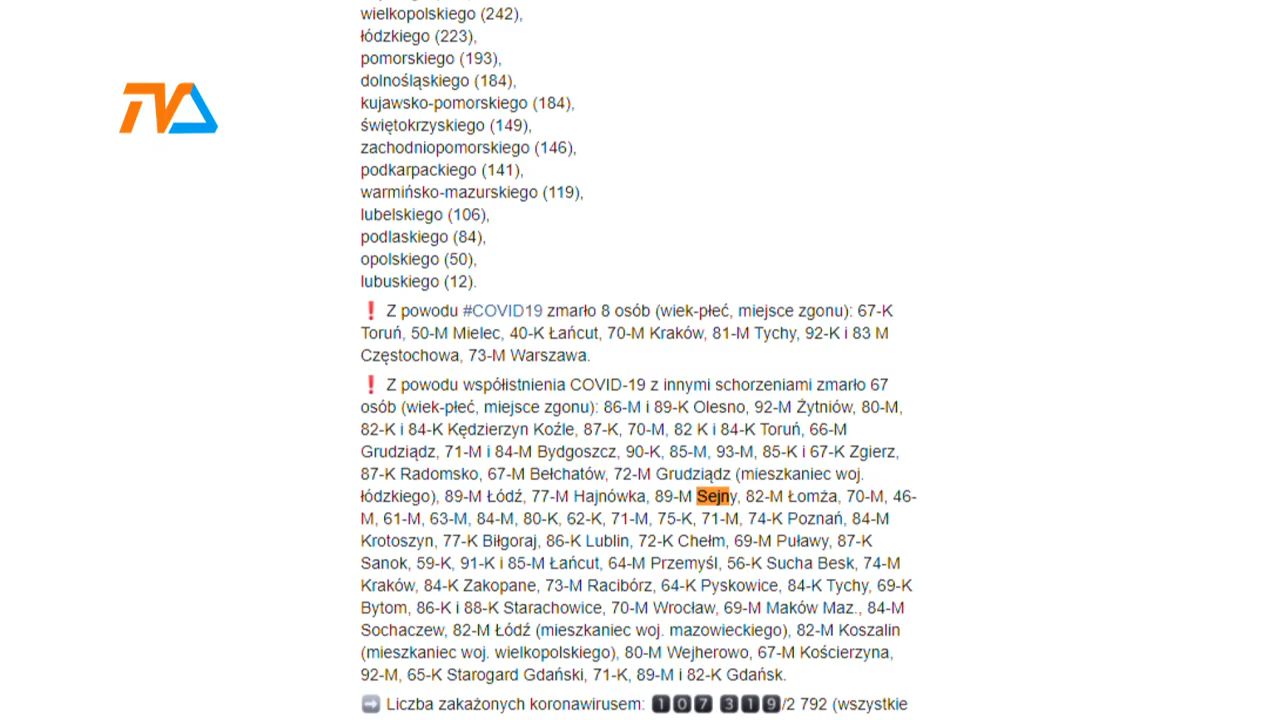 wielkopolskiego (242),
łódzkiego (223),
pomorskiego (193),
dolnośląskiego (184),
kujawsko-pomorskiego (184),
świętokrzyskiego (149),
zachodniopomorskiego (146),
podkarpackiego (141),
warmińsko-mazurskiego (119),
lubelskiego (106),
podlaskiego (84),
opolskiego (50),
lubuskiego (12).
TVA
❗ Z powodu #COVID19 zmarło 8 osób (wiek-płeć, miejsce zgonu): 67-K
Toruń, 50-M Mielec, 40-K Łańcut, 70-M Kraków, 81-M Tychy, 92-K i 83 M
Częstochowa, 73-M Warszawa.
❗ Z powodu współistnienia COVID-19 z innymi schorzeniami zmarło 67
osób (wiek-płeć, miejsce zgonu): 86-M i 89-K Olesno, 92-M Żytniów, 80-M,
82-K i 84-K Kędzierzyn Koźle, 87-K, 70-M, 82 K i 84-K Toruń, 66-M
Grudziądz, 71-M i 84-M Bydgoszcz, 90-K, 85-M, 93-M, 85-K i 67-K Zgierz,
87-K Radomsko, 67-M Bełchatów, 72-M Grudziądz (mieszkaniec woj.
łódzkiego), 89-M Łódź, 77-M Hajnówka, 89-M Sejny, 82-M Łomża, 70-M, 46-
M, 61-M, 63-M, 84-M, 80-K, 62-K, 71-M, 75-K, 71-M, 74-K Poznań, 84-M
Krotoszyn, 77-K Biłgoraj, 86-K Lublin, 72-K Chełm, 69-M Puławy, 87-K
Sanok, 59-K, 91-K i 85-M Łańcut, 64-M Przemyśl, 56-K Sucha Besk, 74-M
Kraków, 84-K Zakopane, 73-M Racibórz, 64-K Pyskowice, 84-K Tychy, 69-K
Bytom, 86-K i 88-K Starachowice, 70-M Wrocław, 69-M Maków Maz., 84-M
Sochaczew, 82-M Łódź (mieszkaniec woj. mazowieckiego), 82-M Koszalin
(mieszkaniec woj. wielkopolskiego), 80-M Wejherowo, 67-M Kościerzyna,
92-M, 65-K Starogard Gdański, 71-K, 89-M i 82-K Gdańsk.
➡ Liczba zakażonych koronawirusem: 1 0 7 3 1 9/2 792 (wszystkie